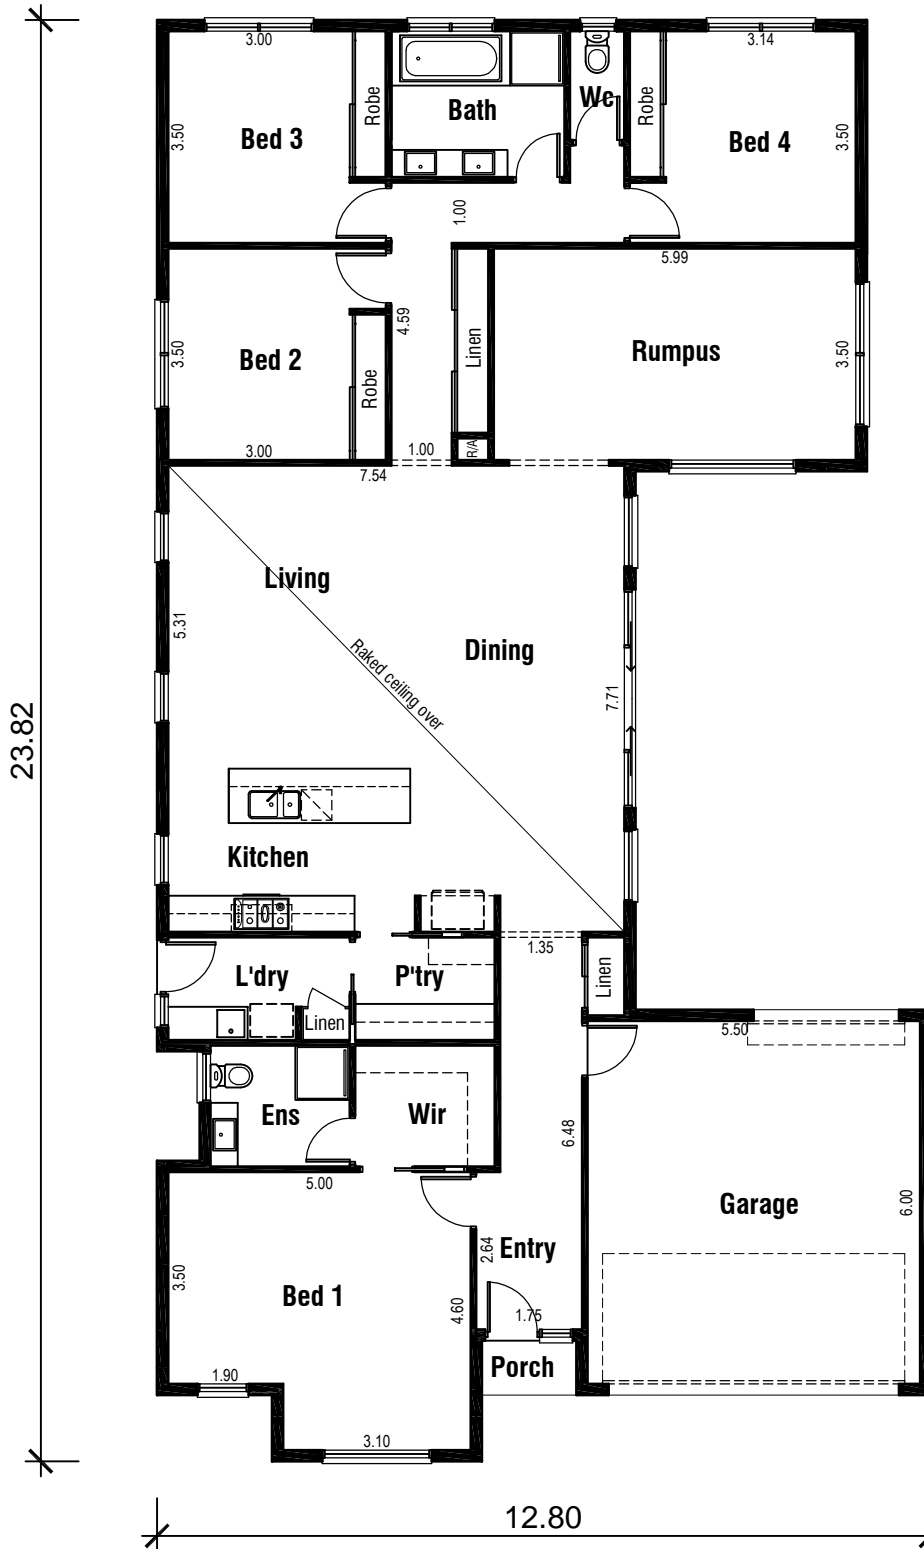 3.00
3.14
Robe
Bath
Wc
Robe
3.50
Bed 3
Bed 4
3.50
1.00
5.99
4.59
3.50
Bed 2
Linen
Rumpus
3.50
Robe
3.00
1.00
R/A
7.54
Living
5.31
Dining
Raked ceiling over
7.71
23.82
Kitchen
1.35
L'dry
P'try
Linen
Linen
5.50
Ens
Wir
6.48
5.00
Garage
6.00
3.50
2.64
Entry
Bed 1
4.60
1.75
Porch
1.90
3.10
12.80